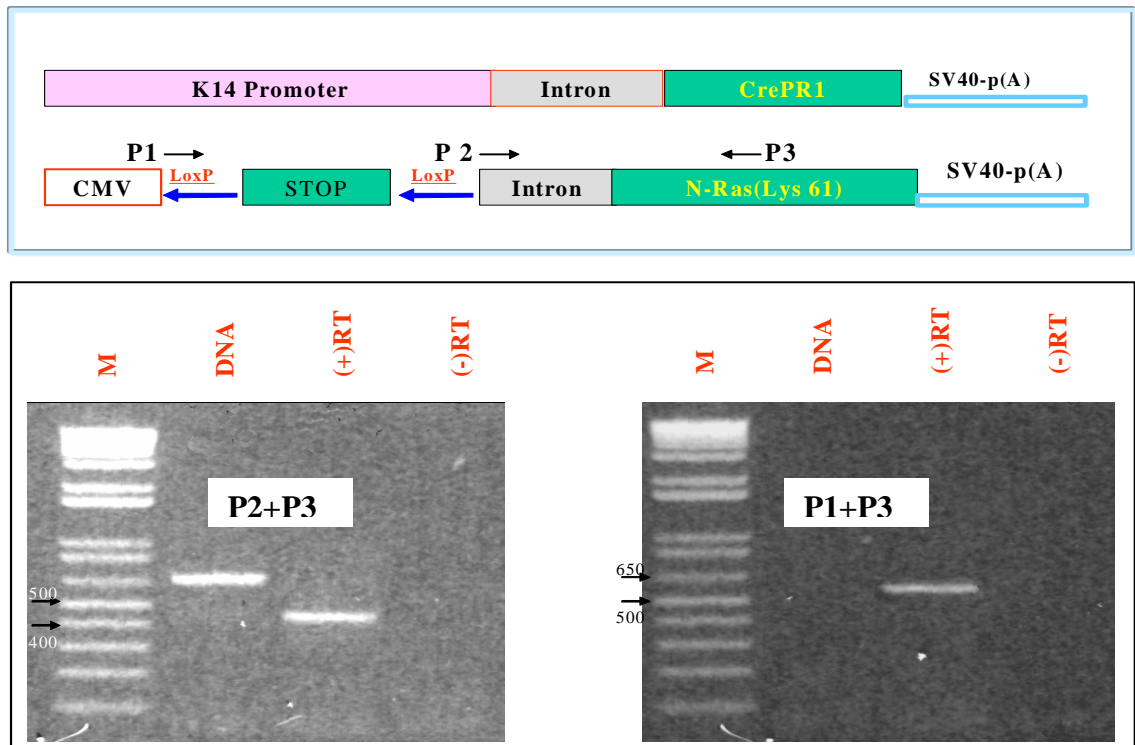 K14 Promoter Intron CrePR1 SV40-p(A)
P1 P 2 P3
LoxP LoxP SV40-p(A)
CMV STOP Intron N-Ras(Lys 61)
M DNA (+)RT (-)RT
M DNA (+)RT (-)RT
P2+P3
500
400
P1+P3
650
500